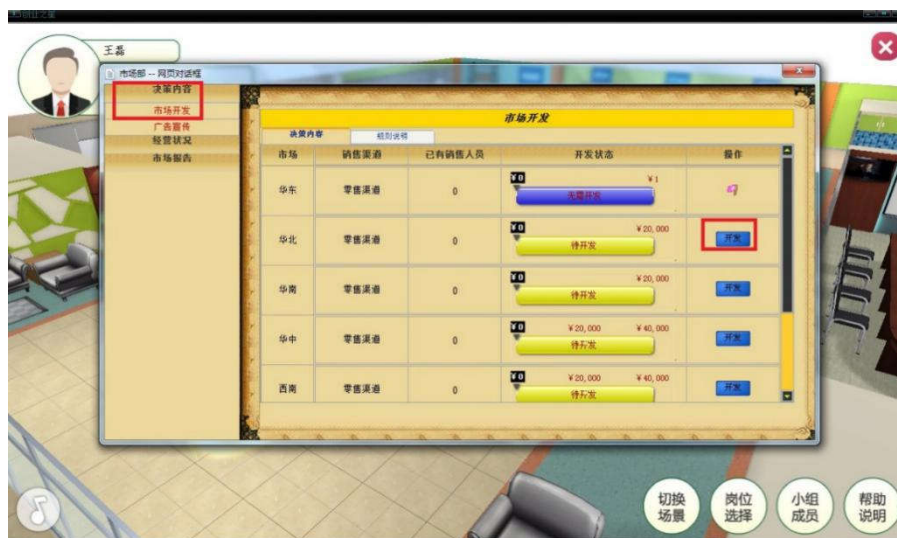 创业之星
王磊
市场部 -- 网页对话框
决策内容
市场开发
广告宣传
经营状况
市场报告
市场开发
决策内容 规则说明
市场 销售渠道 已有销售人员 开发状态 操作
华东 零售渠道 0 ¥0 ¥1 无需开发
华北 零售渠道 0 ¥0 ¥20,000 待开发 开发
华南 零售渠道 0 ¥0 ¥20,000 待开发 开发
华中 零售渠道 0 ¥0 ¥20,000 ¥40,000 待开发 开发
西南 零售渠道 0 ¥0 ¥20,000 ¥40,000 待开发 开发
切换场景
岗位选择
小组成员
帮助说明